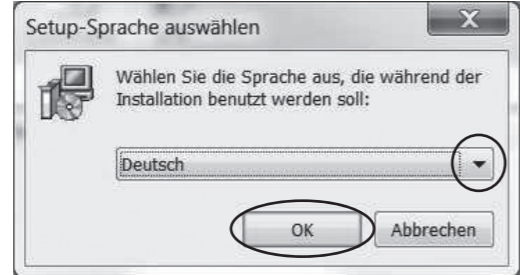 Setup-Sprache auswählen
Wählen Sie die Sprache aus, die während der
Installation benutzt werden soll:
Deutsch
OK Abbrechen